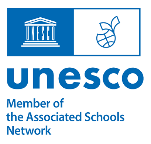 unesco
Member of
the Associated Schools
Network